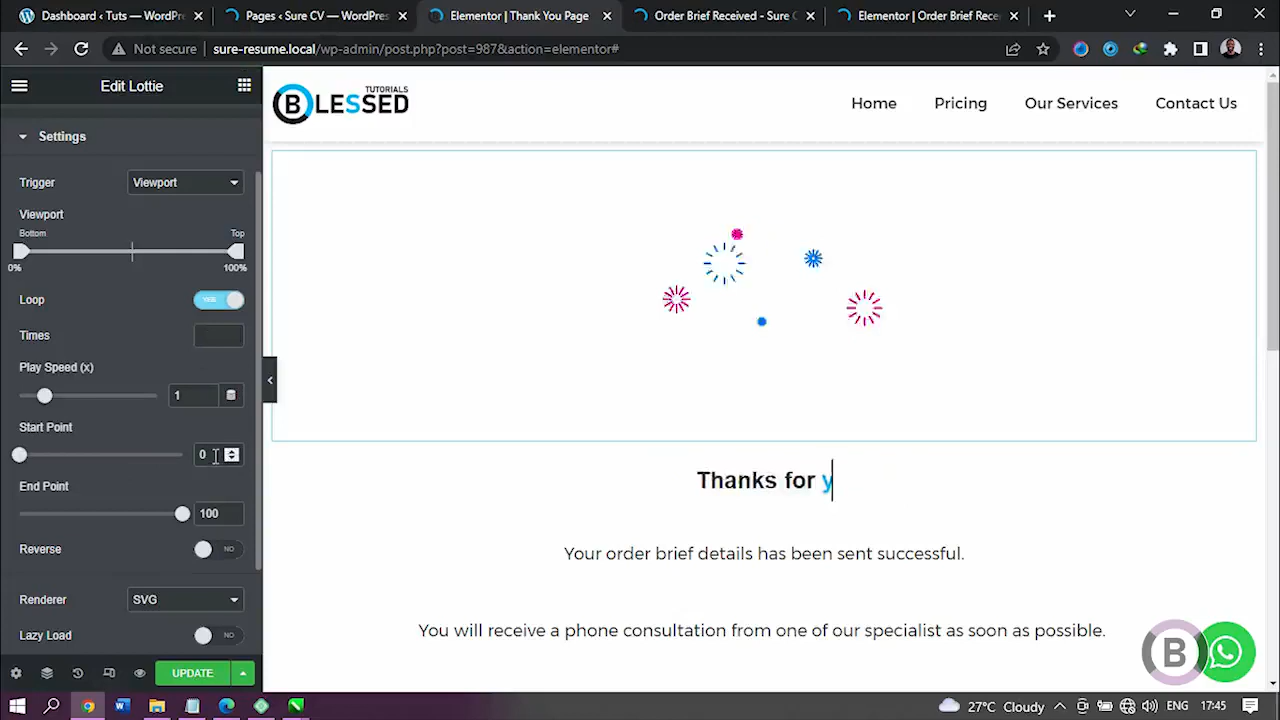 Dashboard ‹ Tuts — WordPre
Pages ‹ Sure CV — WordPres
Elementor | Thank You Page
Order Brief Received - Sure C
Elementor | Order Brief Rece
Not secure
sure-resume.local/wp-admin/post.php?post=987&action=elementor#
Edit Lottie
TUTORIALS
BLESSED
Home
Pricing
Our Services
Contact Us
Settings
Trigger
Viewport
Viewport
Bottom
Top
0%
100%
Loop
YES
Times
Play Speed (x)
1
Start Point
0
End Point
100
Reverse
NO
Renderer
SVG
Lazy Load
NO
UPDATE
Thanks for y
Your order brief details has been sent successful.
You will receive a phone consultation from one of our specialist as soon as possible.
B
27°C Cloudy
ENG
17:45